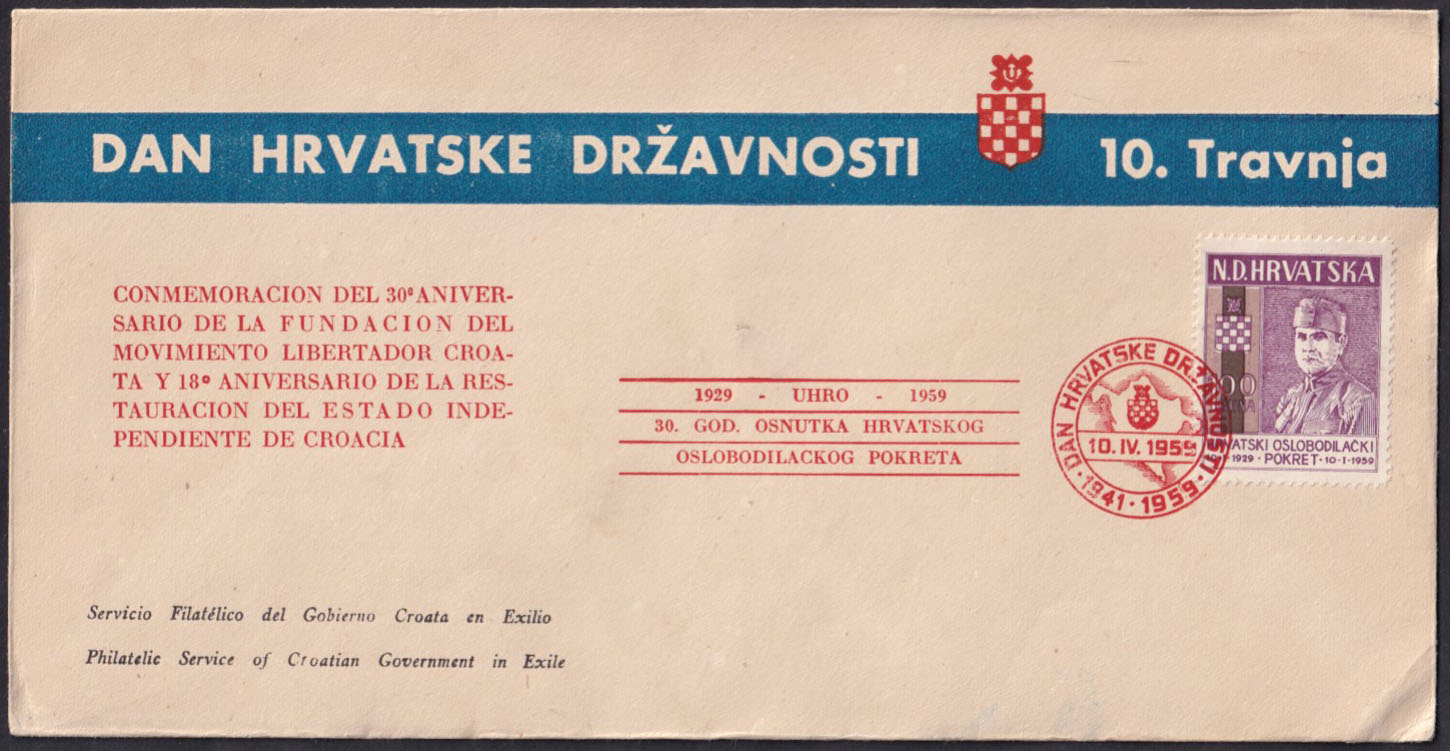 DAN HRVATSKE DRŽAVNOSTI 10. Travnja
CONMEMORACION DEL 30º ANIVER-
SARIO DE LA FUNDACION DEL
MOVIMIENTO LIBERTADOR CROA-
TA Y 18º ANIVERSARIO DE LA RES-
TAURACION DEL ESTADO INDE-
PENDIENTE DE CROACIA
1929 - UHRO - 1959
30. GOD. OSNUTKA HRVATSKOG
OSLOBODILACKOG POKRETA
DAN HRVATSKE DRŽAVNOSTI
10.IV.1959
·1941·1959·
N.D.HRVATSKA
OSLOBODILAČKI
1929 · POKRET · 10-1-1959
Servicio Filatélico del Gobierno Croata en Exilio
Philatelic Service of Croatian Government in Exile